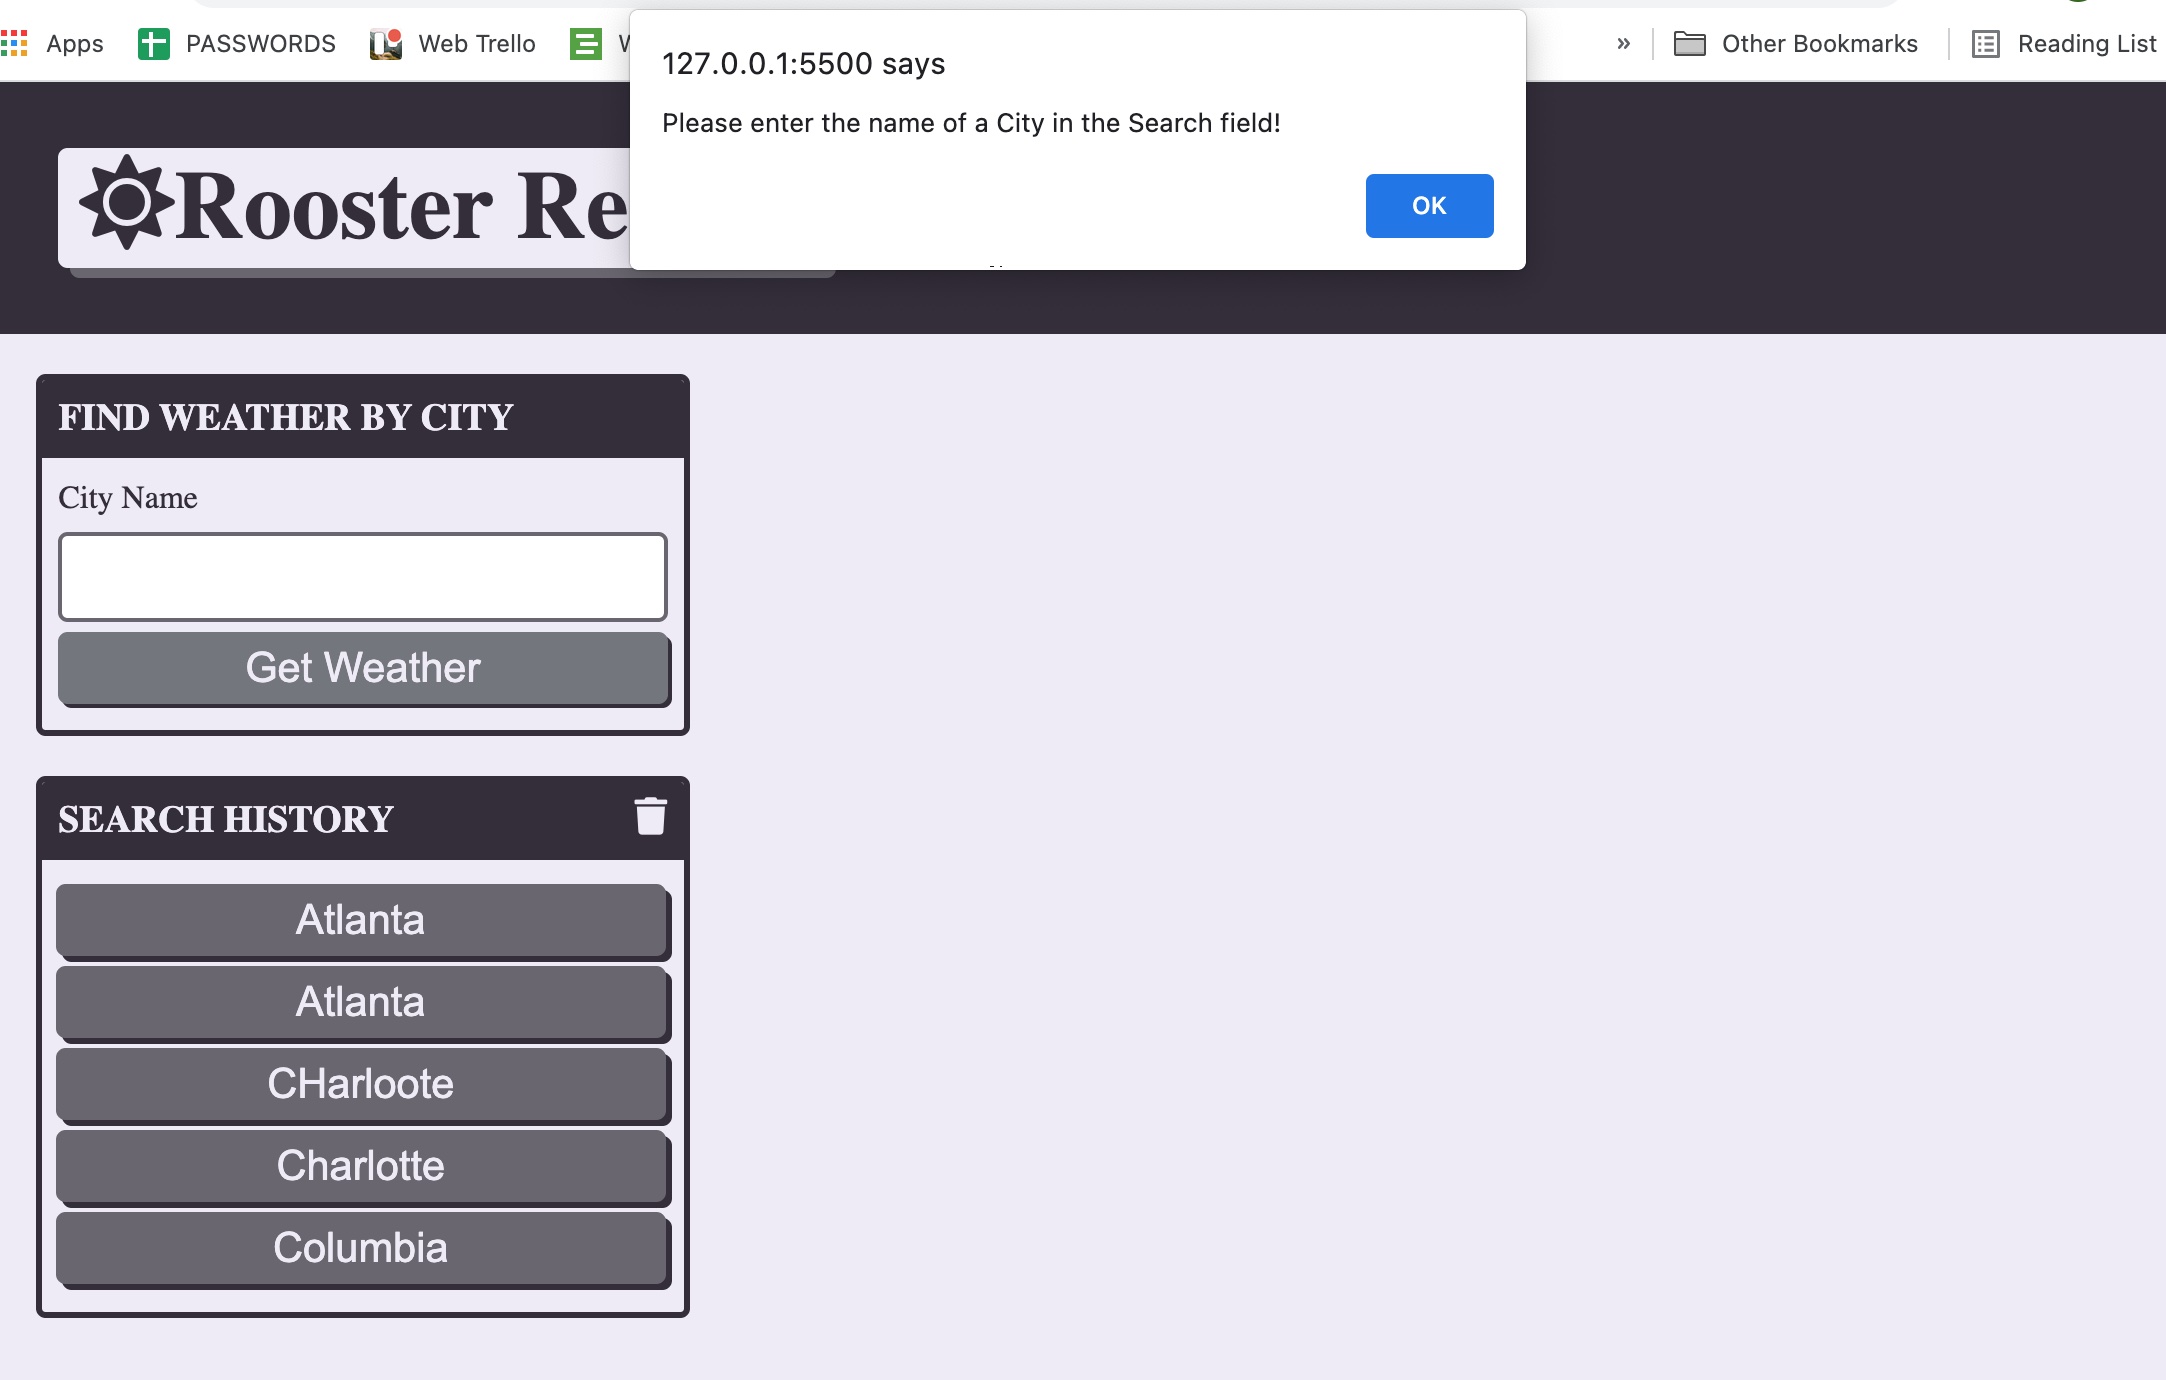 Apps PASSWORDS Web Trello
» Other Bookmarks Reading List
127.0.0.1:5500 says
Please enter the name of a City in the Search field!
OK
Rooster Re
FIND WEATHER BY CITY
City Name
Get Weather
SEARCH HISTORY
Atlanta
Atlanta
CHarloote
Charlotte
Columbia